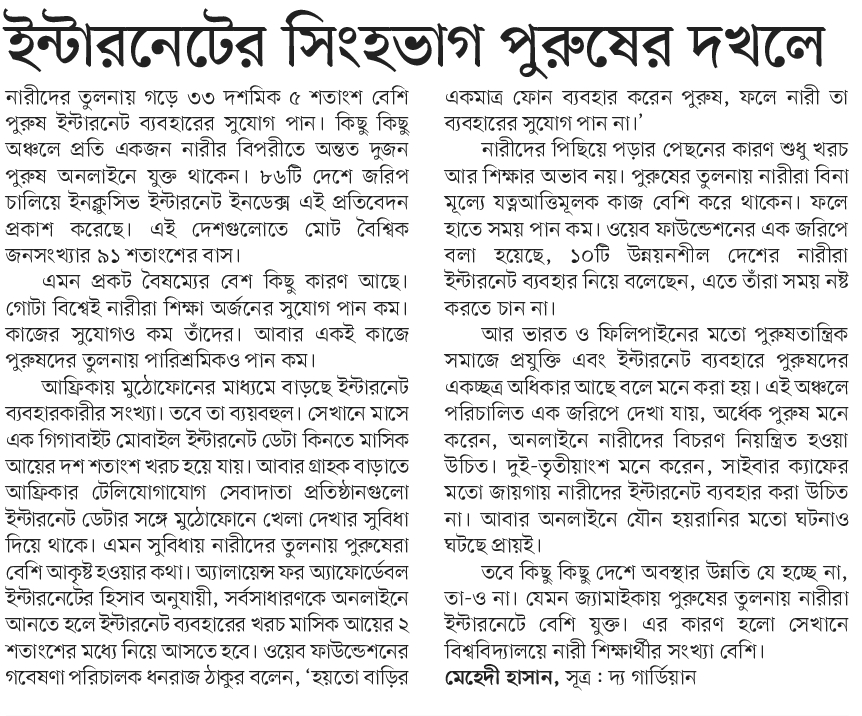 ইন্টারনেটের সিংহভাগ পুরুষের দখলে
নারীদের তুলনায় গড়ে ৩৩ দশমিক ৫ শতাংশ বেশি
পুরুষ ইন্টারনেট ব্যবহারের সুযোগ পান। কিছু কিছু
অঞ্চলে প্রতি একজন নারীর বিপরীতে অন্তত দুজন
পুরুষ অনলাইনে যুক্ত থাকেন। ৮৬টি দেশে জরিপ
চালিয়ে ইনক্লুসিভ ইন্টারনেট ইনডেক্স এই প্রতিবেদন
প্রকাশ করেছে। এই দেশগুলোতে মোট বৈশ্বিক
জনসংখ্যার ৯১ শতাংশের বাস।
এমন প্রকট বৈষম্যের বেশ কিছু কারণ আছে।
গোটা বিশ্বেই নারীরা শিক্ষা অর্জনের সুযোগ পান কম।
কাজের সুযোগও কম তাঁদের। আবার একই কাজে
পুরুষদের তুলনায় পারিশ্রমিকও পান কম।
আফ্রিকায় মুঠোফোনের মাধ্যমে বাড়ছে ইন্টারনেট
ব্যবহারকারীর সংখ্যা। তবে তা ব্যয়বহুল। সেখানে মাসে
এক গিগাবাইট মোবাইল ইন্টারনেট ডেটা কিনতে মাসিক
আয়ের দশ শতাংশ খরচ হয়ে যায়। আবার গ্রাহক বাড়াতে
আফ্রিকার টেলিযোগাযোগ সেবাদাতা প্রতিষ্ঠানগুলো
ইন্টারনেট ডেটার সঙ্গে মুঠোফোনে খেলা দেখার সুবিধা
দিয়ে থাকে। এমন সুবিধায় নারীদের তুলনায় পুরুষেরা
বেশি আকৃষ্ট হওয়ার কথা। অ্যালায়েন্স ফর অ্যাফোর্ডেবল
ইন্টারনেটের হিসাব অনুযায়ী, সর্বসাধারণকে অনলাইনে
আনতে হলে ইন্টারনেট ব্যবহারের খরচ মাসিক আয়ের ২
শতাংশের মধ্যে নিয়ে আসতে হবে। ওয়েব ফাউন্ডেশনের
গবেষণা পরিচালক ধনরাজ ঠাকুর বলেন, ‘হয়তো বাড়ির
একমাত্র ফোন ব্যবহার করেন পুরুষ, ফলে নারী তা
ব্যবহারের সুযোগ পান না।’
নারীদের পিছিয়ে পড়ার পেছনের কারণ শুধু খরচ
আর শিক্ষার অভাব নয়। পুরুষের তুলনায় নারীরা বিনা
মূল্যে যত্নআত্তিমূলক কাজ বেশি করে থাকেন। ফলে
হাতে সময় পান কম। ওয়েব ফাউন্ডেশনের এক জরিপে
বলা হয়েছে, ১০টি উন্নয়নশীল দেশের নারীরা
ইন্টারনেট ব্যবহার নিয়ে বলেছেন, এতে তাঁরা সময় নষ্ট
করতে চান না।
আর ভারত ও ফিলিপাইনের মতো পুরুষতান্ত্রিক
সমাজে প্রযুক্তি এবং ইন্টারনেট ব্যবহারে পুরুষদের
একচ্ছত্র অধিকার আছে বলে মনে করা হয়। এই অঞ্চলে
পরিচালিত এক জরিপে দেখা যায়, অর্ধেক পুরুষ মনে
করেন, অনলাইনে নারীদের বিচরণ নিয়ন্ত্রিত হওয়া
উচিত। দুই-তৃতীয়াংশ মনে করেন, সাইবার ক্যাফের
মতো জায়গায় নারীদের ইন্টারনেট ব্যবহার করা উচিত
না। আবার অনলাইনে যৌন হয়রানির মতো ঘটনাও
ঘটছে প্রায়ই।
তবে কিছু কিছু দেশে অবস্থার উন্নতি যে হচ্ছে না,
তা-ও না। যেমন জ্যামাইকায় পুরুষের তুলনায় নারীরা
ইন্টারনেটে বেশি যুক্ত। এর কারণ হলো সেখানে
বিশ্ববিদ্যালয়ে নারী শিক্ষার্থীর সংখ্যা বেশি।
মেহেদী হাসান, সূত্র : দ্য গার্ডিয়ান